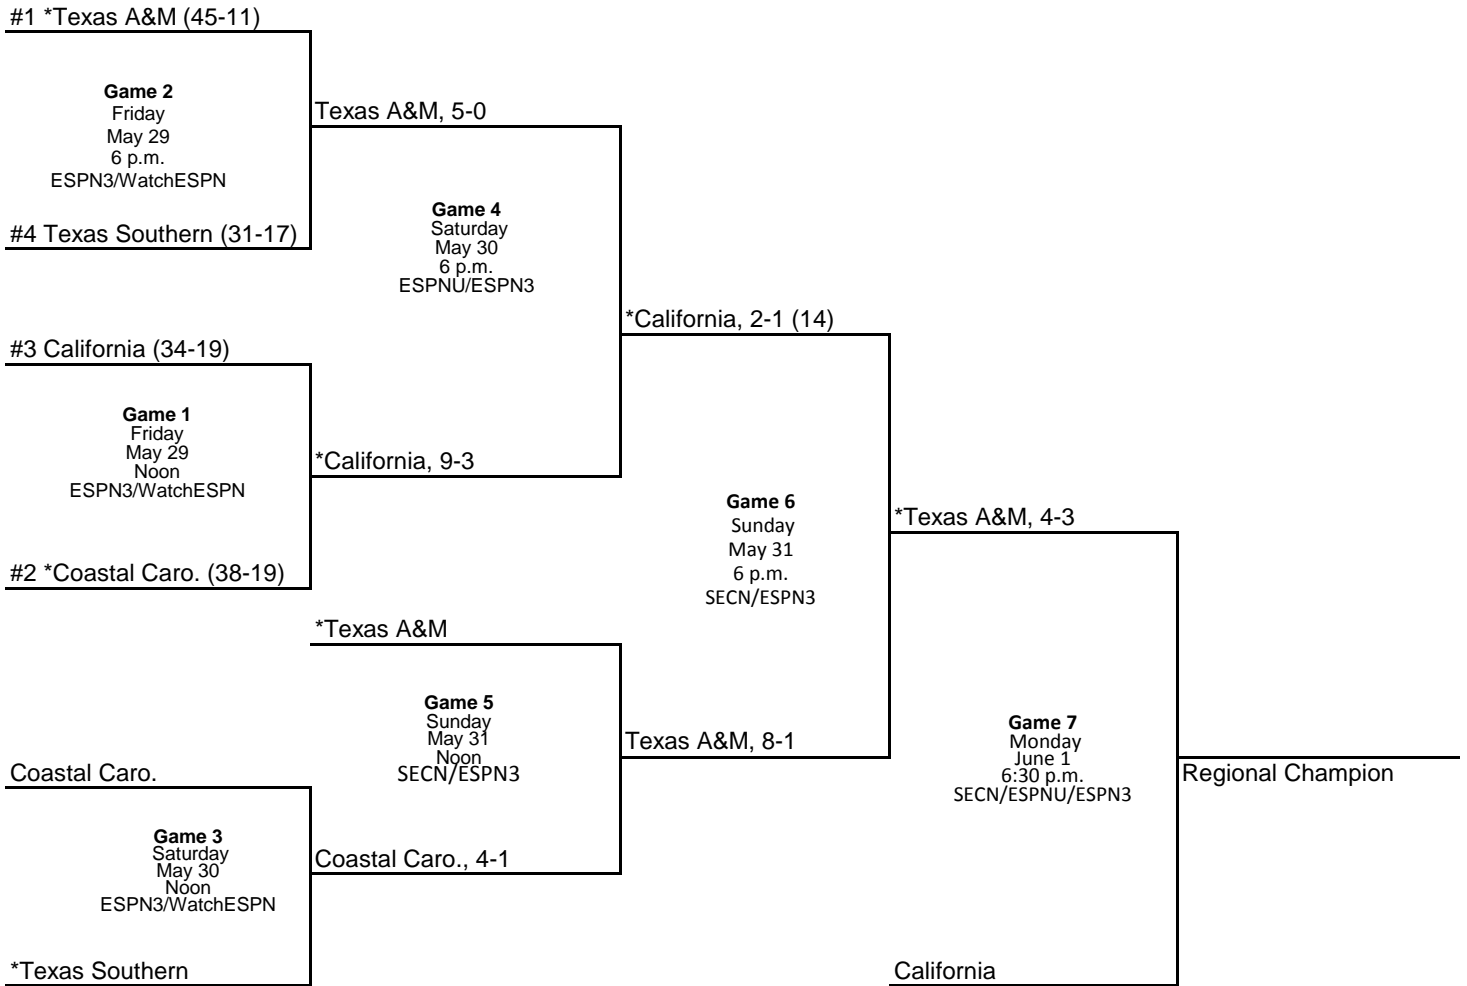 #1 *Texas A&M (45-11)
Game 2
Friday
May 29
6 p.m.
ESPN3/WatchESPN
#4 Texas Southern (31-17)
Texas A&M, 5-0
Game 4
Saturday
May 30
6 p.m.
ESPNU/ESPN3
#3 California (34-19)
Game 1
Friday
May 29
Noon
ESPN3/WatchESPN
#2 *Coastal Caro. (38-19)
*California, 9-3
*California, 2-1 (14)
Game 6
Sunday
May 31
6 p.m.
SECN/ESPN3
*Texas A&M, 4-3
*Texas A&M
Game 5
Sunday
May 31
Noon
SECN/ESPN3
Texas A&M, 8-1
Coastal Caro.
Game 3
Saturday
May 30
Noon
ESPN3/WatchESPN
*Texas Southern
Coastal Caro., 4-1
Game 7
Monday
June 1
6:30 p.m.
SECN/ESPNU/ESPN3
Regional Champion
California